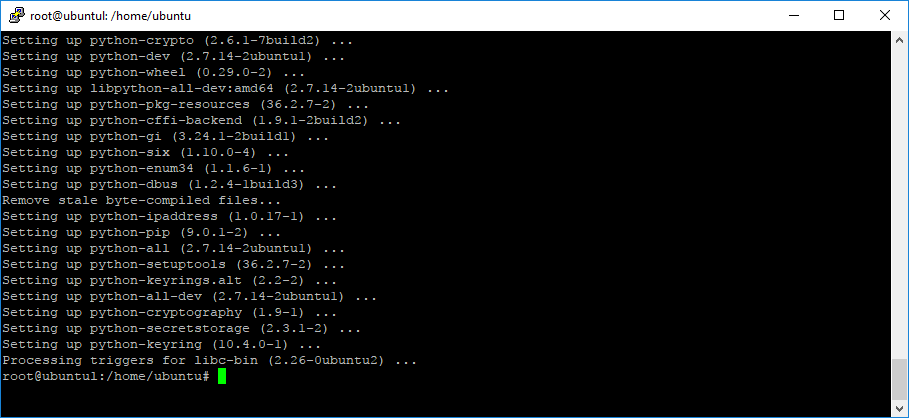 root@ubuntul: /home/ubuntu
Setting up python-crypto (2.6.1-7build2) ...
Setting up python-dev (2.7.14-2ubuntu1) ...
Setting up python-wheel (0.29.0-2) ...
Setting up libpython-all-dev:amd64 (2.7.14-2ubuntu1) ...
Setting up python-pkg-resources (36.2.7-2) ...
Setting up python-cffi-backend (1.9.1-2build2) ...
Setting up python-gi (3.24.1-2build1) ...
Setting up python-six (1.10.0-4) ...
Setting up python-enum34 (1.1.6-1) ...
Setting up python-dbus (1.2.4-1build3) ...
Remove stale byte-compiled files...
Setting up python-ipaddress (1.0.17-1) ...
Setting up python-pip (9.0.1-2) ...
Setting up python-all (2.7.14-2ubuntu1) ...
Setting up python-setuptools (36.2.7-2) ...
Setting up python-keyrings.alt (2.2-2) ...
Setting up python-all-dev (2.7.14-2ubuntu1) ...
Setting up python-cryptography (1.9-1) ...
Setting up python-secretstorage (2.3.1-2) ...
Setting up python-keyring (10.4.0-1) ...
Processing triggers for libc-bin (2.26-0ubuntu2) ...
root@ubuntul:/home/ubuntu#